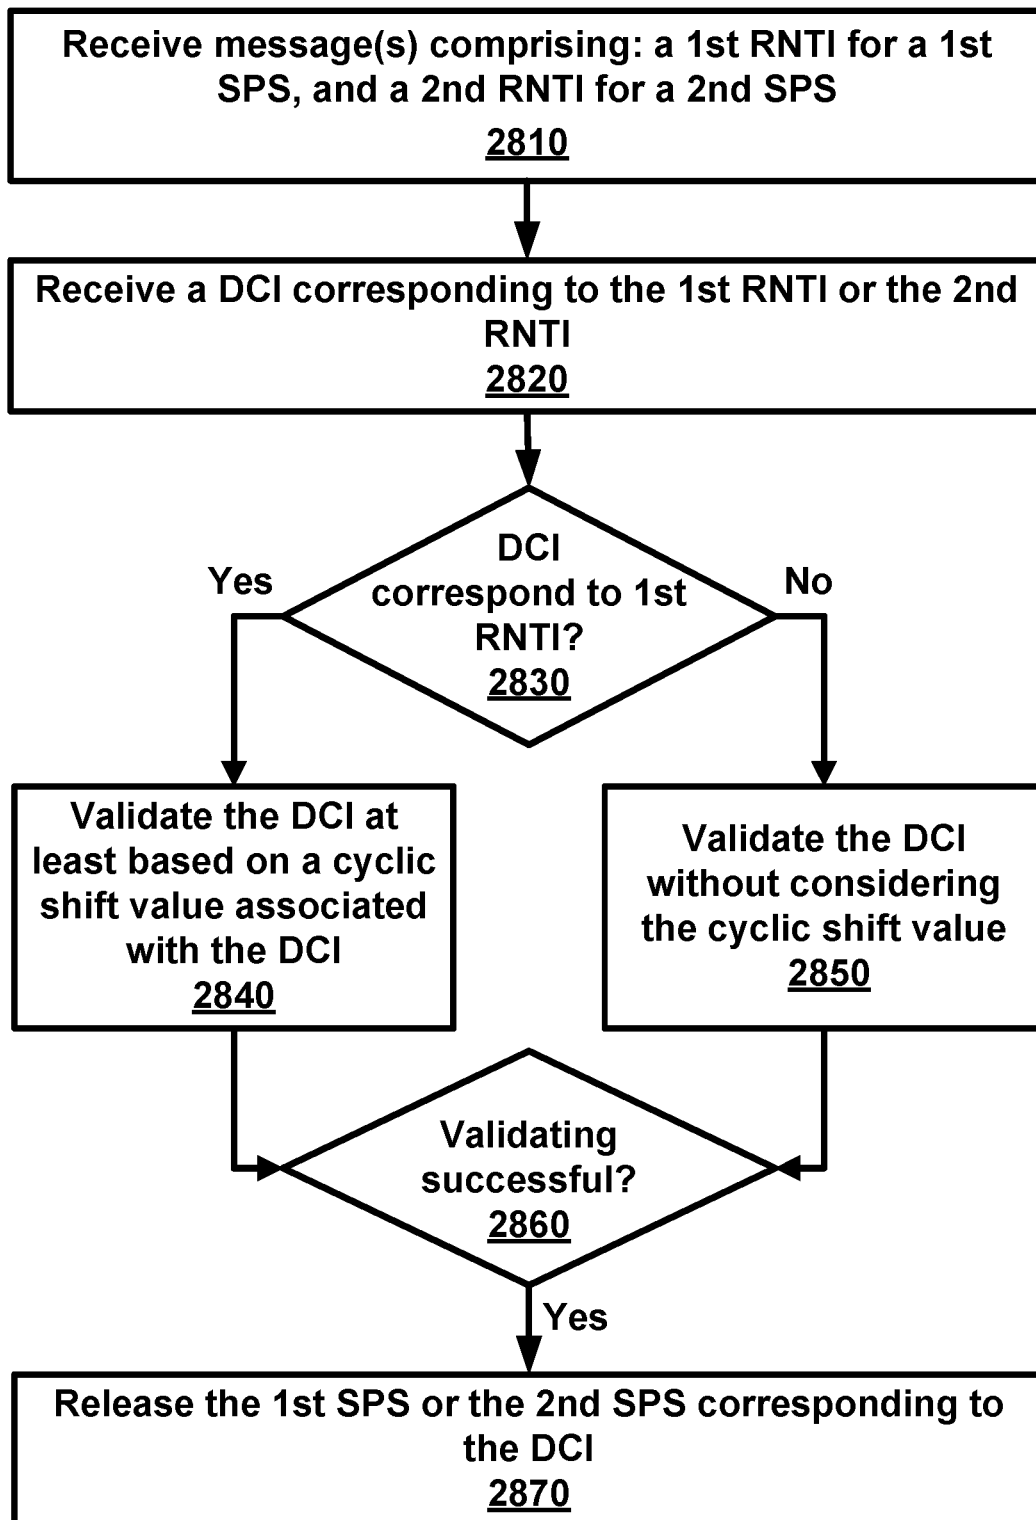 Receive message(s) comprising: a 1st RNTI for a 1st
SPS, and a 2nd RNTI for a 2nd SPS
2810
Receive a DCI corresponding to the 1st RNTI or the 2nd
RNTI
2820
DCI
correspond to 1st
RNTI?
2830
Yes
No
Validate the DCI at
least based on a cyclic
shift value associated
with the DCI
2840
Validate the DCI
without considering
the cyclic shift value
2850
Validating
successful?
2860
Yes
Release the 1st SPS or the 2nd SPS corresponding to
the DCI
2870